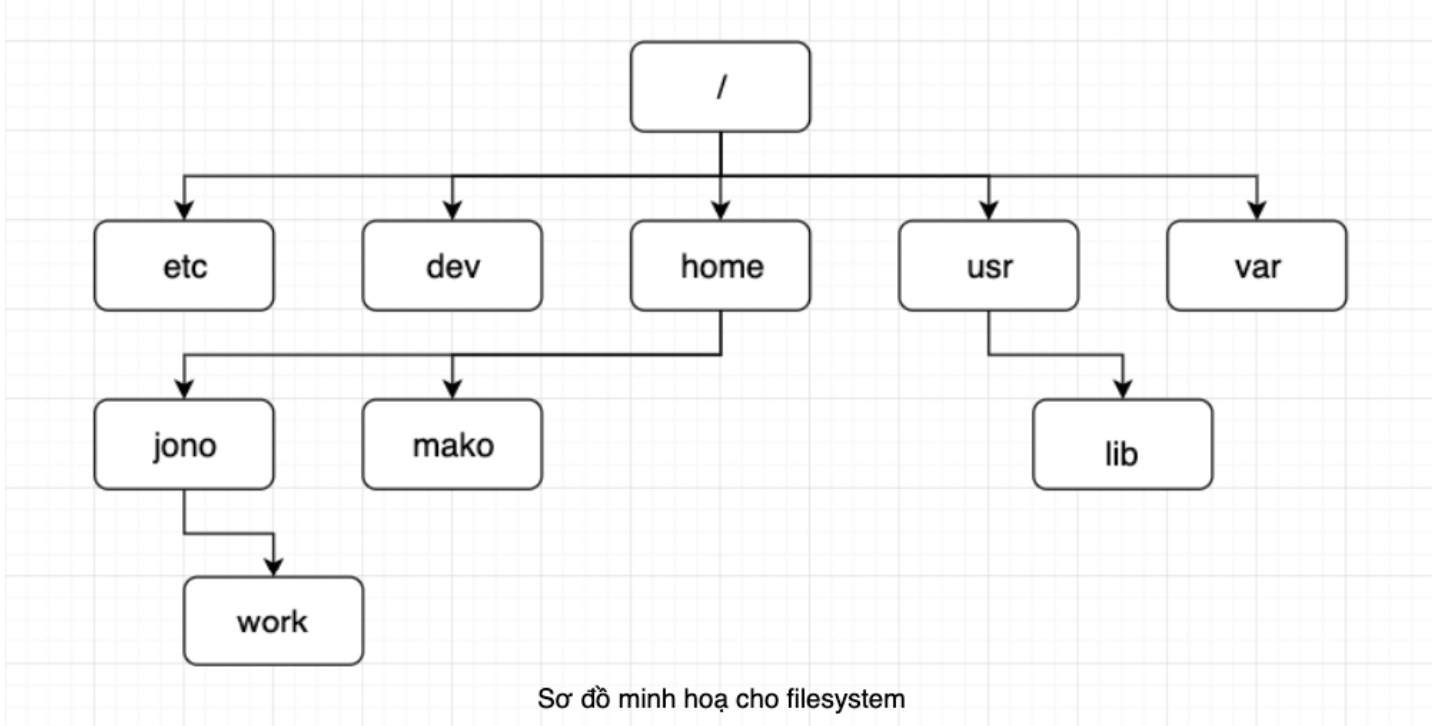 /
etc
dev
home
usr
var
jono
mako
lib
work
Sơ đồ minh hoạ cho filesystem